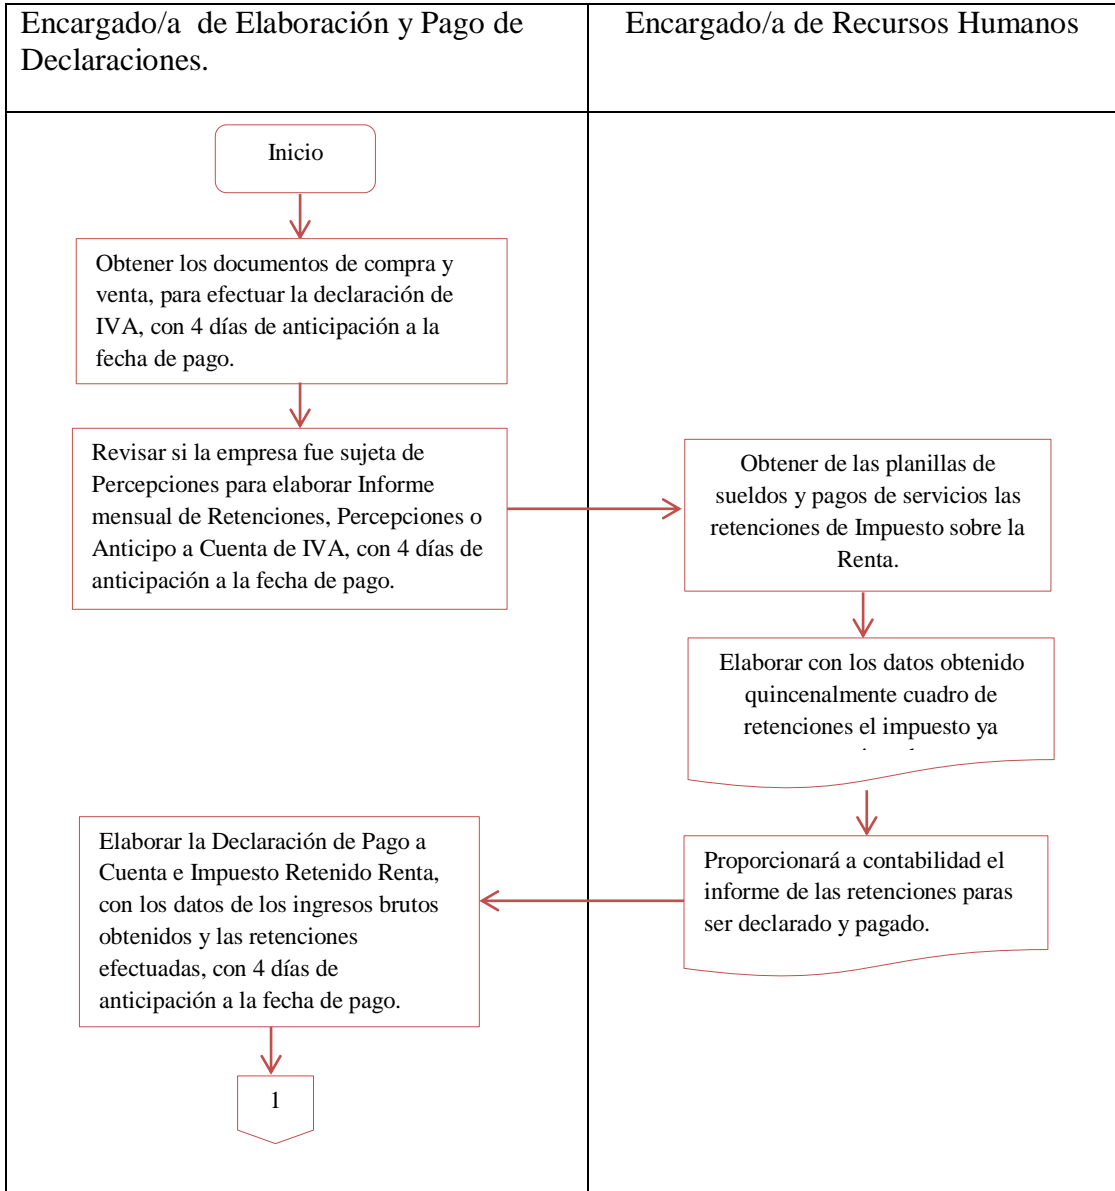 Encargado/a de Elaboración y Pago de
Declaraciones.
Encargado/a de Recursos Humanos
Inicio
Obtener los documentos de compra y
venta, para efectuar la declaración de
IVA, con 4 días de anticipación a la
fecha de pago.
Revisar si la empresa fue sujeta de
Percepciones para elaborar Informe
mensual de Retenciones, Percepciones o
Anticipo a Cuenta de IVA, con 4 días de
anticipación a la fecha de pago.
Obtener de las planillas de
sueldos y pagos de servicios las
retenciones de Impuesto sobre la
Renta.
Elaborar con los datos obtenido
quincenalmente cuadro de
retenciones el impuesto ya
Proporcionará a contabilidad el
informe de las retenciones paras
ser declarado y pagado.
Elaborar la Declaración de Pago a
Cuenta e Impuesto Retenido Renta,
con los datos de los ingresos brutos
obtenidos y las retenciones
efectuadas, con 4 días de
anticipación a la fecha de pago.
1